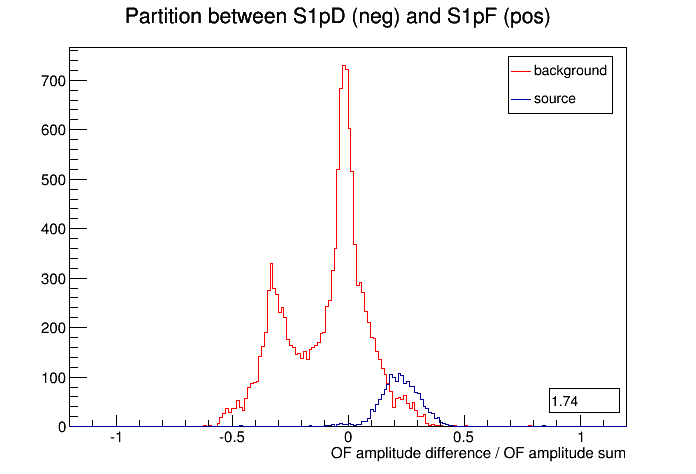 Partition between S1pD (neg) and S1pF (pos)
background
source
700
600
500
400
300
200
100
0
1.74
-1 -0.5 0 0.5 1
OF amplitude difference / OF amplitude sum